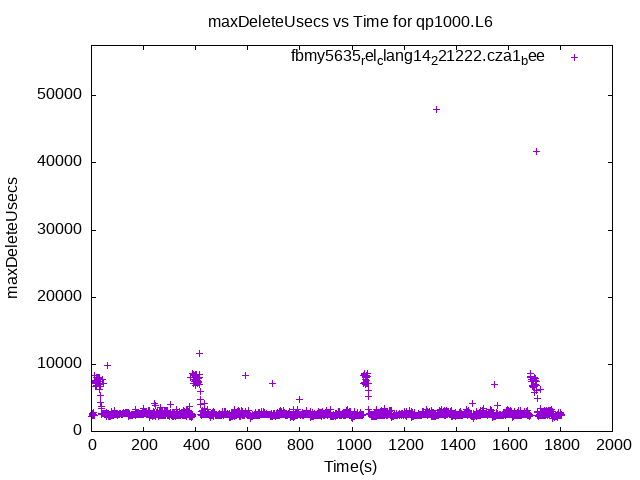 maxDeleteUsecs vs Time for qp1000.L6
fbmy5635rel_clang14_221222.cza1_bee
50000
40000
30000
20000
10000
0
maxDeleteUsecs
0 200 400 600 800 1000 1200 1400 1600 1800 2000
Time(s)